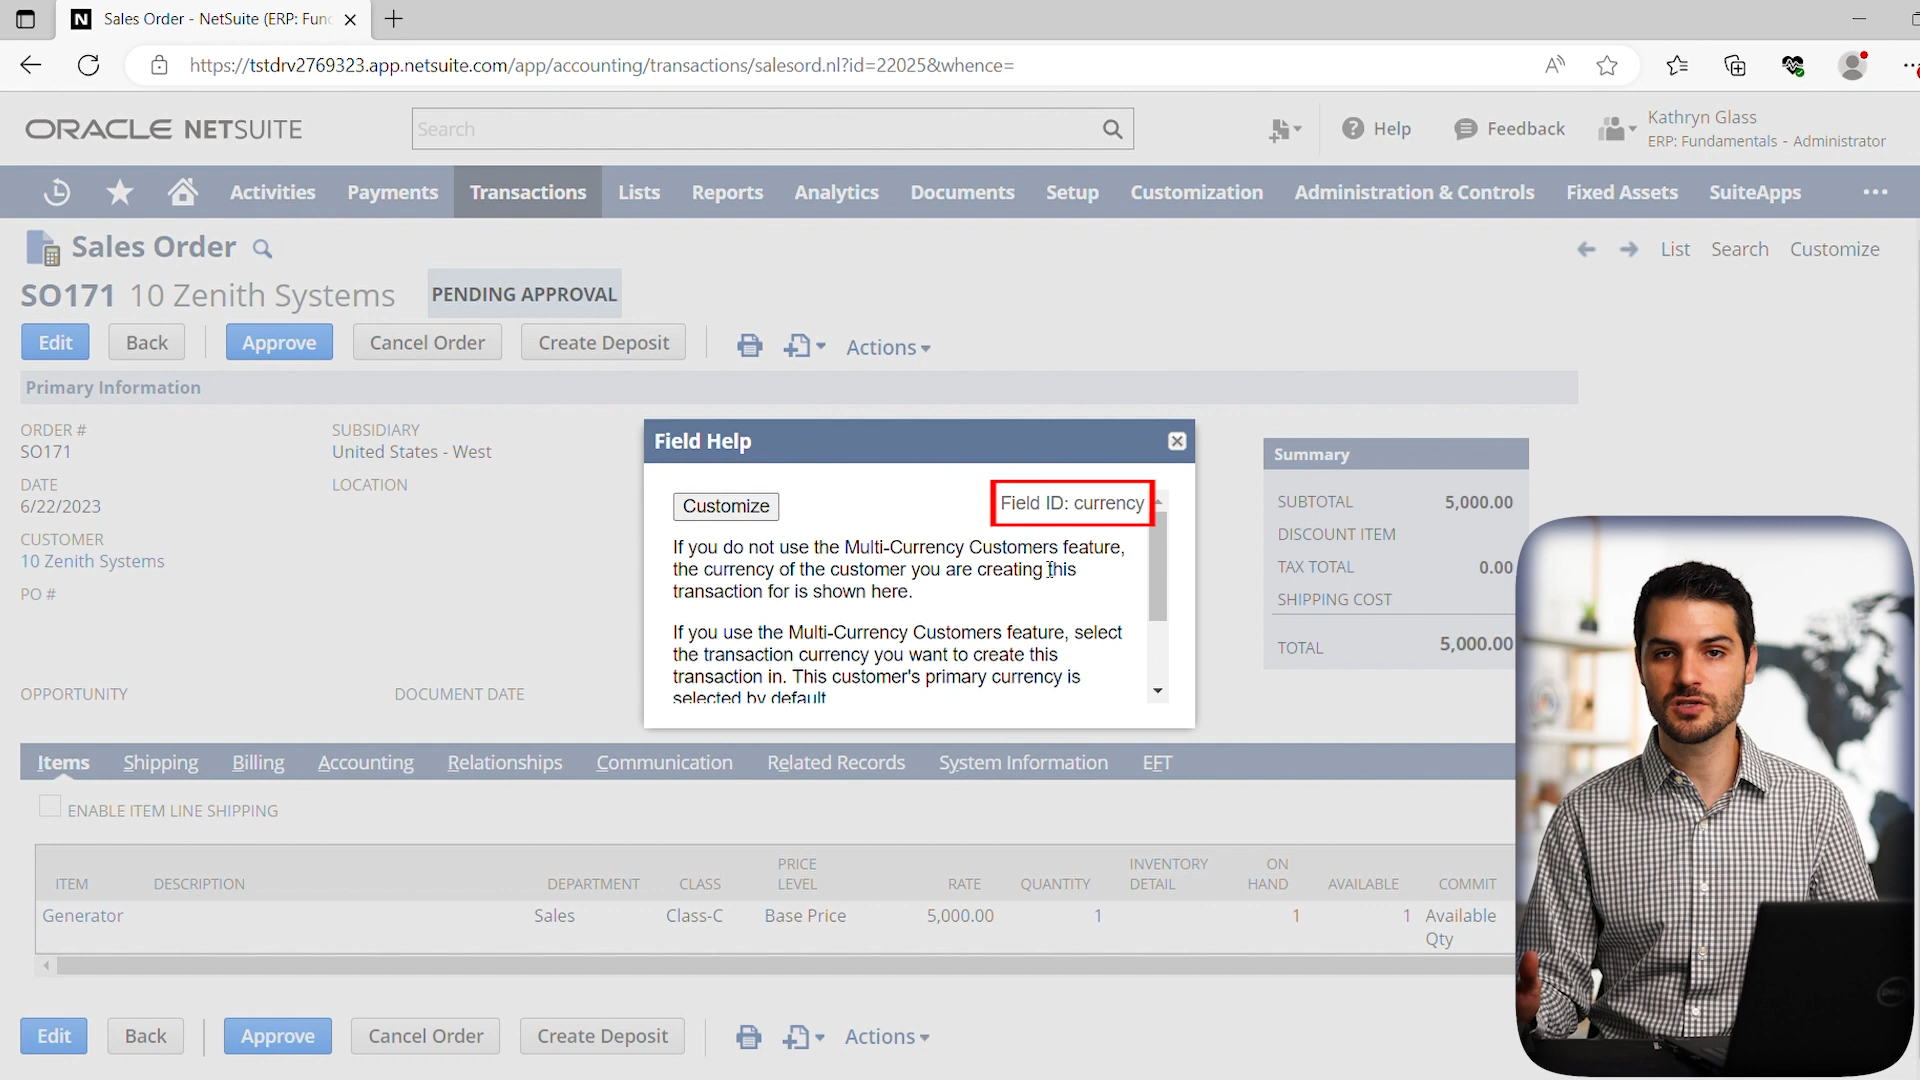 Sales Order - NetSuite (ERP: Fun
https://tstdrv2769323.app.netsuite.com/app/accounting/transactions/salesord.nl?id=22025&whence=
ORACLE NETSUITE
Search
Help
Feedback
Kathryn Glass
ERP: Fundamentals - Administrator
Activities Payments Transactions Lists Reports Analytics Documents Setup Customization Administration & Controls Fixed Assets SuiteApps
Sales Order
List Search Customize
SO171 10 Zenith Systems PENDING APPROVAL
Edit Back Approve Cancel Order Create Deposit Actions
Primary Information
ORDER #
SO171
DATE
6/22/2023
CUSTOMER
10 Zenith Systems
PO #
SUBSIDIARY
United States - West
LOCATION
OPPORTUNITY
DOCUMENT DATE
Field Help
Customize
Field ID: currency
If you do not use the Multi-Currency Customers feature,
the currency of the customer you are creating this
transaction for is shown here.
If you use the Multi-Currency Customers feature, select
the transaction currency you want to create this
transaction in. This customer's primary currency is
selected by default
Summary
SUBTOTAL 5,000.00
DISCOUNT ITEM
TAX TOTAL 0.00
SHIPPING COST
TOTAL 5,000.00
Items Shipping Billing Accounting Relationships Communication Related Records System Information EFT
ENABLE ITEM LINE SHIPPING
ITEM DESCRIPTION DEPARTMENT CLASS PRICE LEVEL RATE QUANTITY INVENTORY DETAIL ON HAND AVAILABLE COMMIT
Generator Sales Class-C Base Price 5,000.00 1 1 1 Available
Qty
Edit Back Approve Cancel Order Create Deposit Actions
DELL